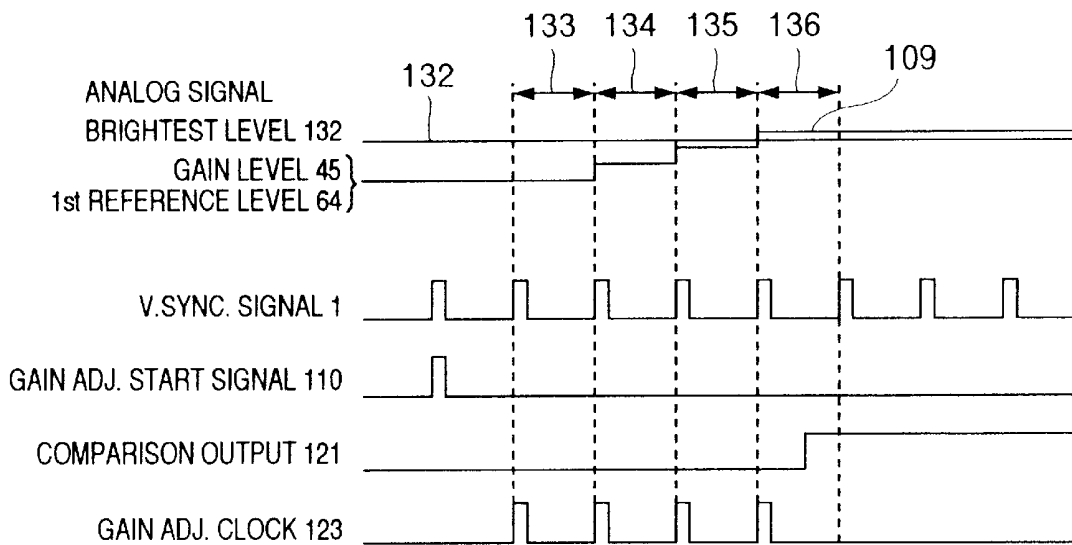 133 134 135 136
132 109
ANALOG SIGNAL
BRIGHTEST LEVEL 132
GAIN LEVEL 45
1st REFERENCE LEVEL 64
V.SYNC. SIGNAL 1
GAIN ADJ. START SIGNAL 110
COMPARISON OUTPUT 121
GAIN ADJ. CLOCK 123